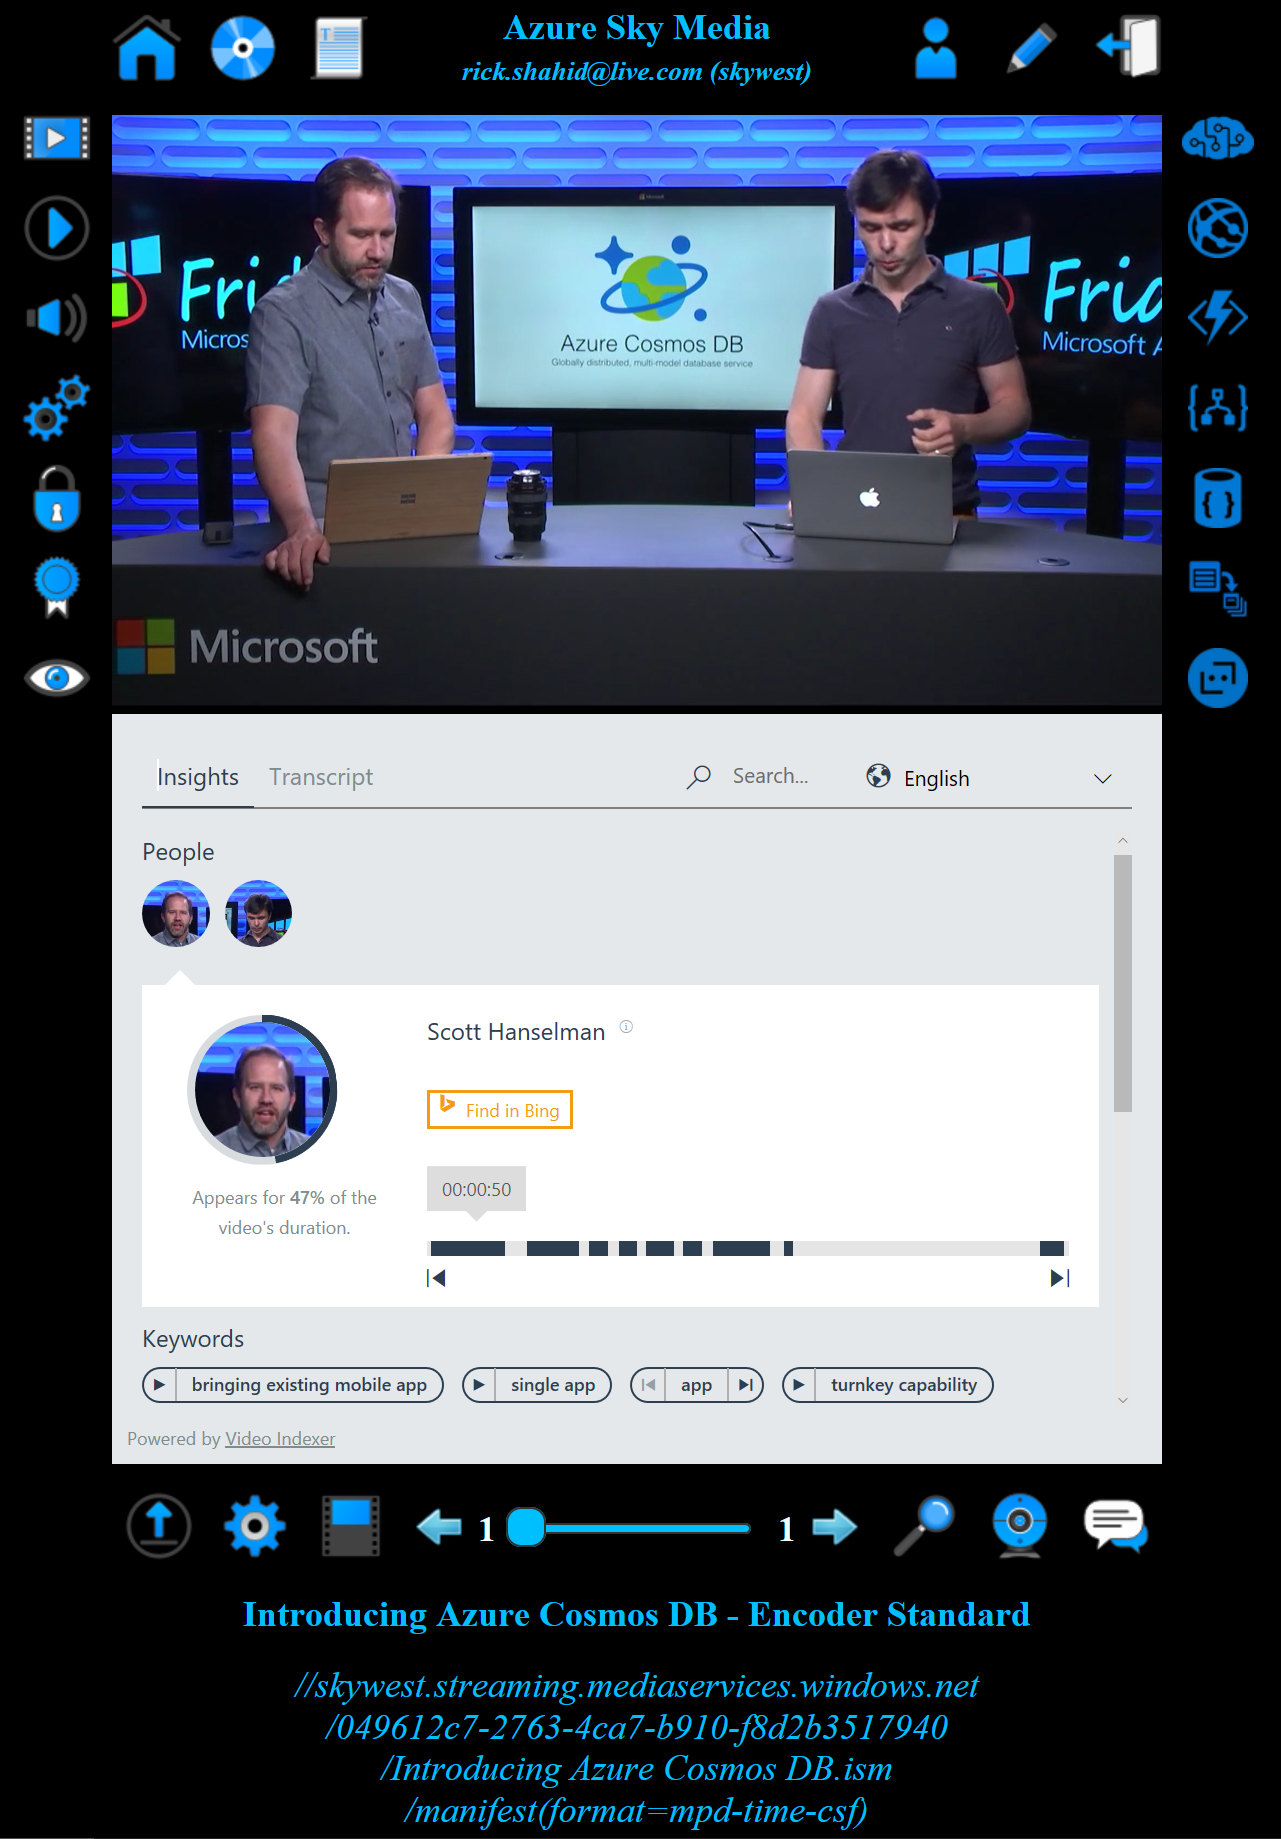 Azure Sky Media
rick.shahid@live.com (skywest)
Frid
Micros
Microsoft
Azure Cosmos DB
Globally distributed, multi-model database service
Frid
Microsoft A
Microsoft
Insights
Transcript
Search...
English
People
Scott Hanselman
Find in Bing
Appears for 47% of the
video's duration.
00:00:50
Keywords
bringing existing mobile app
single app
app
turnkey capability
Powered by Video Indexer
1
1
Introducing Azure Cosmos DB - Encoder Standard
//skywest.streaming.mediaservices.windows.net
/049612c7-2763-4ca7-b910-f8d2b3517940
/Introducing Azure Cosmos DB.ism
/manifest(format=mpd-time-csf)